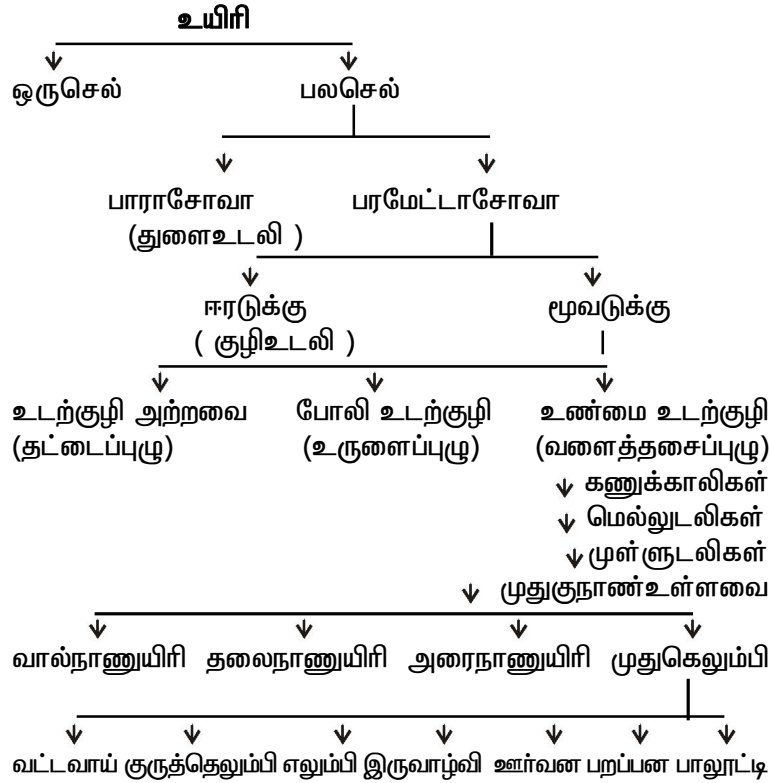 உயிரி
ஒருசெல் பலசெல்
பாராசோவா பரமேட்டாசோவா
(துளைஉடலி )
ஈரடுக்கு மூவடுக்கு
( குழிஉடலி )
உடற்குழி அற்றவை போலி உடற்குழி உண்மை உடற்குழி
(தட்டைப்புழு) (உருளைப்புழு) (வளைத்தசைப்புழு)
கணுக்காலிகள்
மெல்லுடலிகள்
முள்ளுடலிகள்
முதுகுநாண்உள்ளவை
வால்நாணுயிரி தலைநாணுயிரி அரைநாணுயிரி முதுகெலும்பி
வட்டவாய் குருத்தெலும்பி எலும்பி இருவாழ்வி ஊர்வன பறப்பன பாலூட்டி